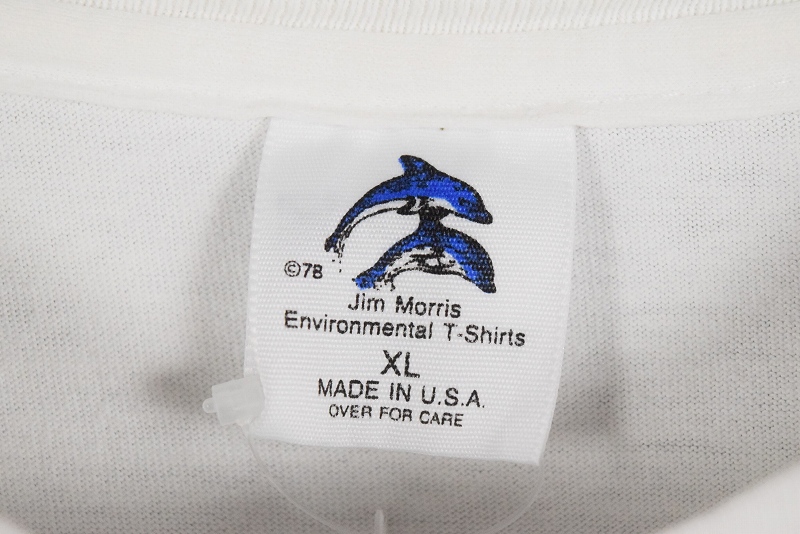 ©78
Jim Morris
Environmental T-Shirts
XL
MADE IN U.S.A.
OVER FOR CARE